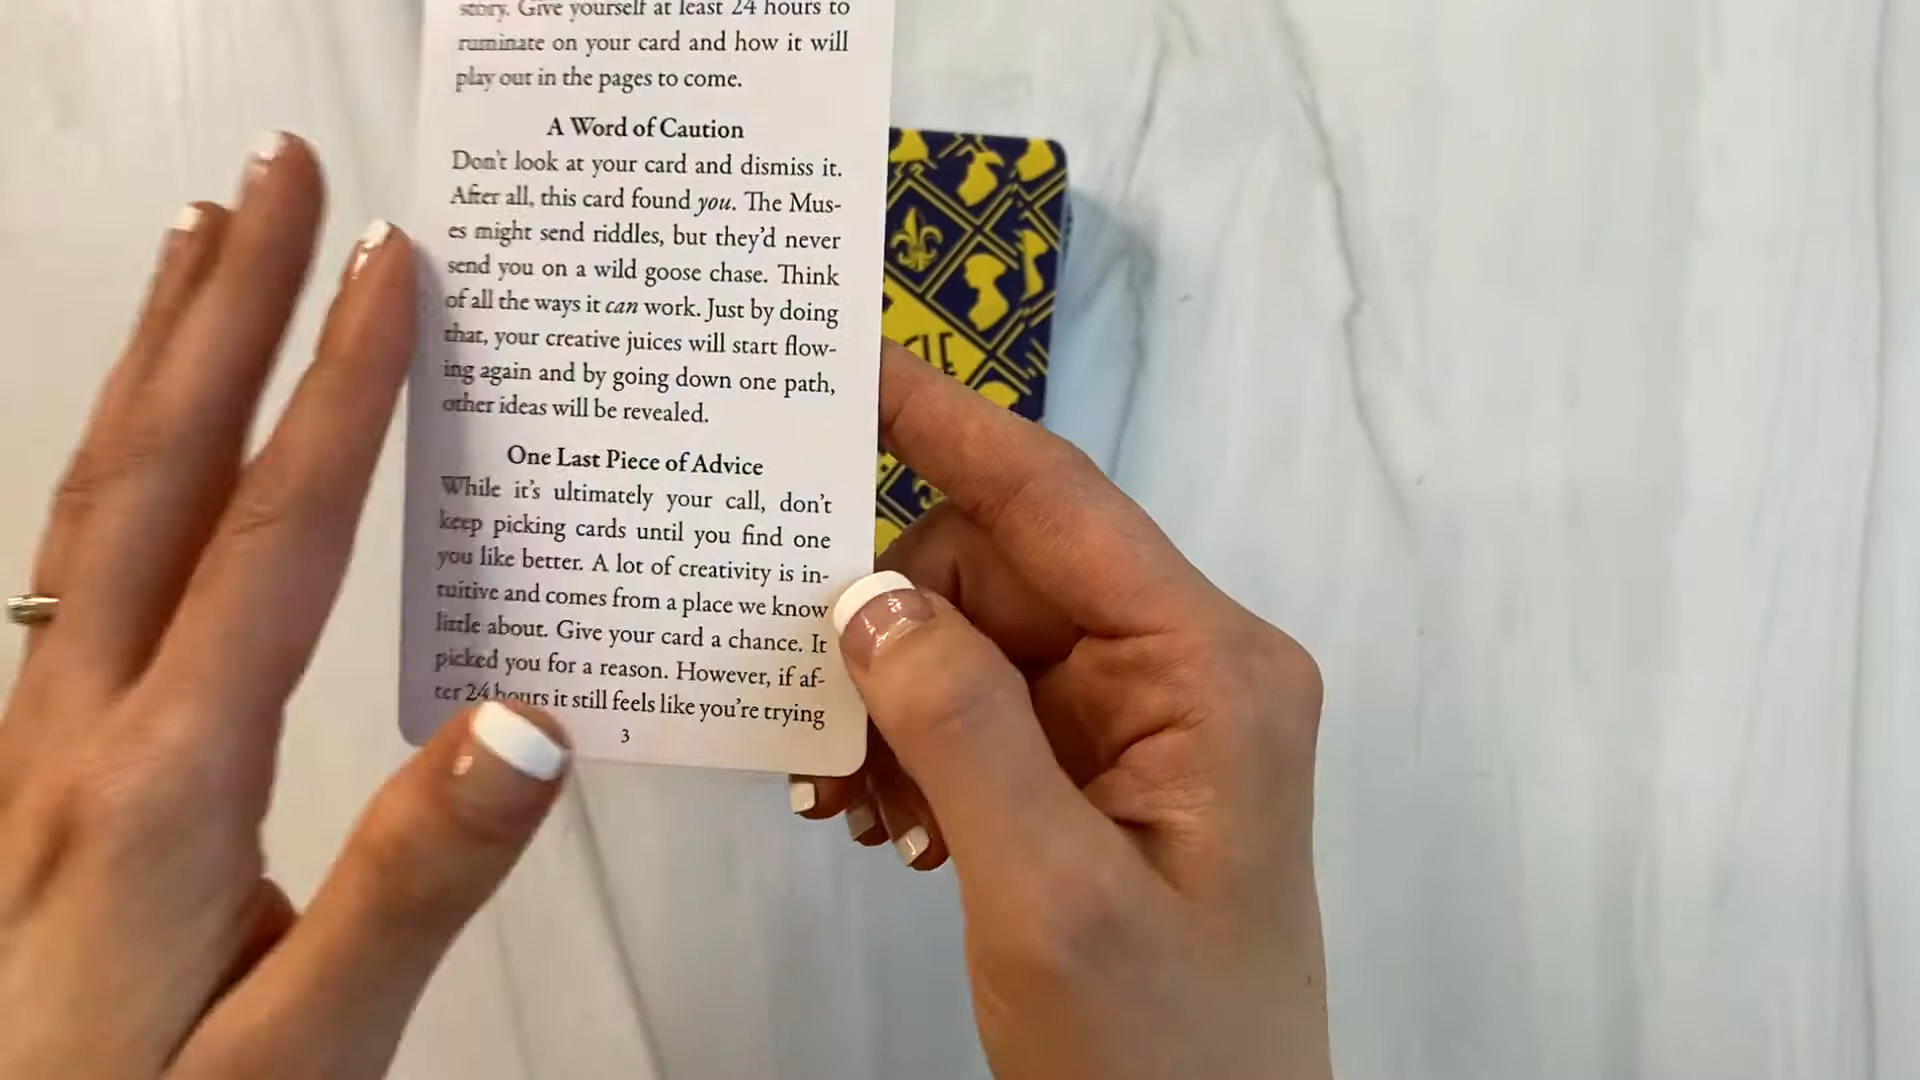 story. Give yourself at least 24 hours to
ruminate on your card and how it will
play out in the pages to come.
A Word of Caution
Don't look at your card and dismiss it.
After all, this card found you. The Mus-
es might send riddles, but they'd never
send you on a wild goose chase. Think
of all the ways it can work. Just by doing
that, your creative juices will start flow-
ing again and by going down one path,
other ideas will be revealed.
One Last Piece of Advice
While it's ultimately your call, don't
keep picking cards until you find one
you like better. A lot of creativity is in-
tuitive and comes from a place we know
little about. Give your card a chance. It
picked you for a reason. However, if af-
ter 24 hours it still feels like you're trying
3